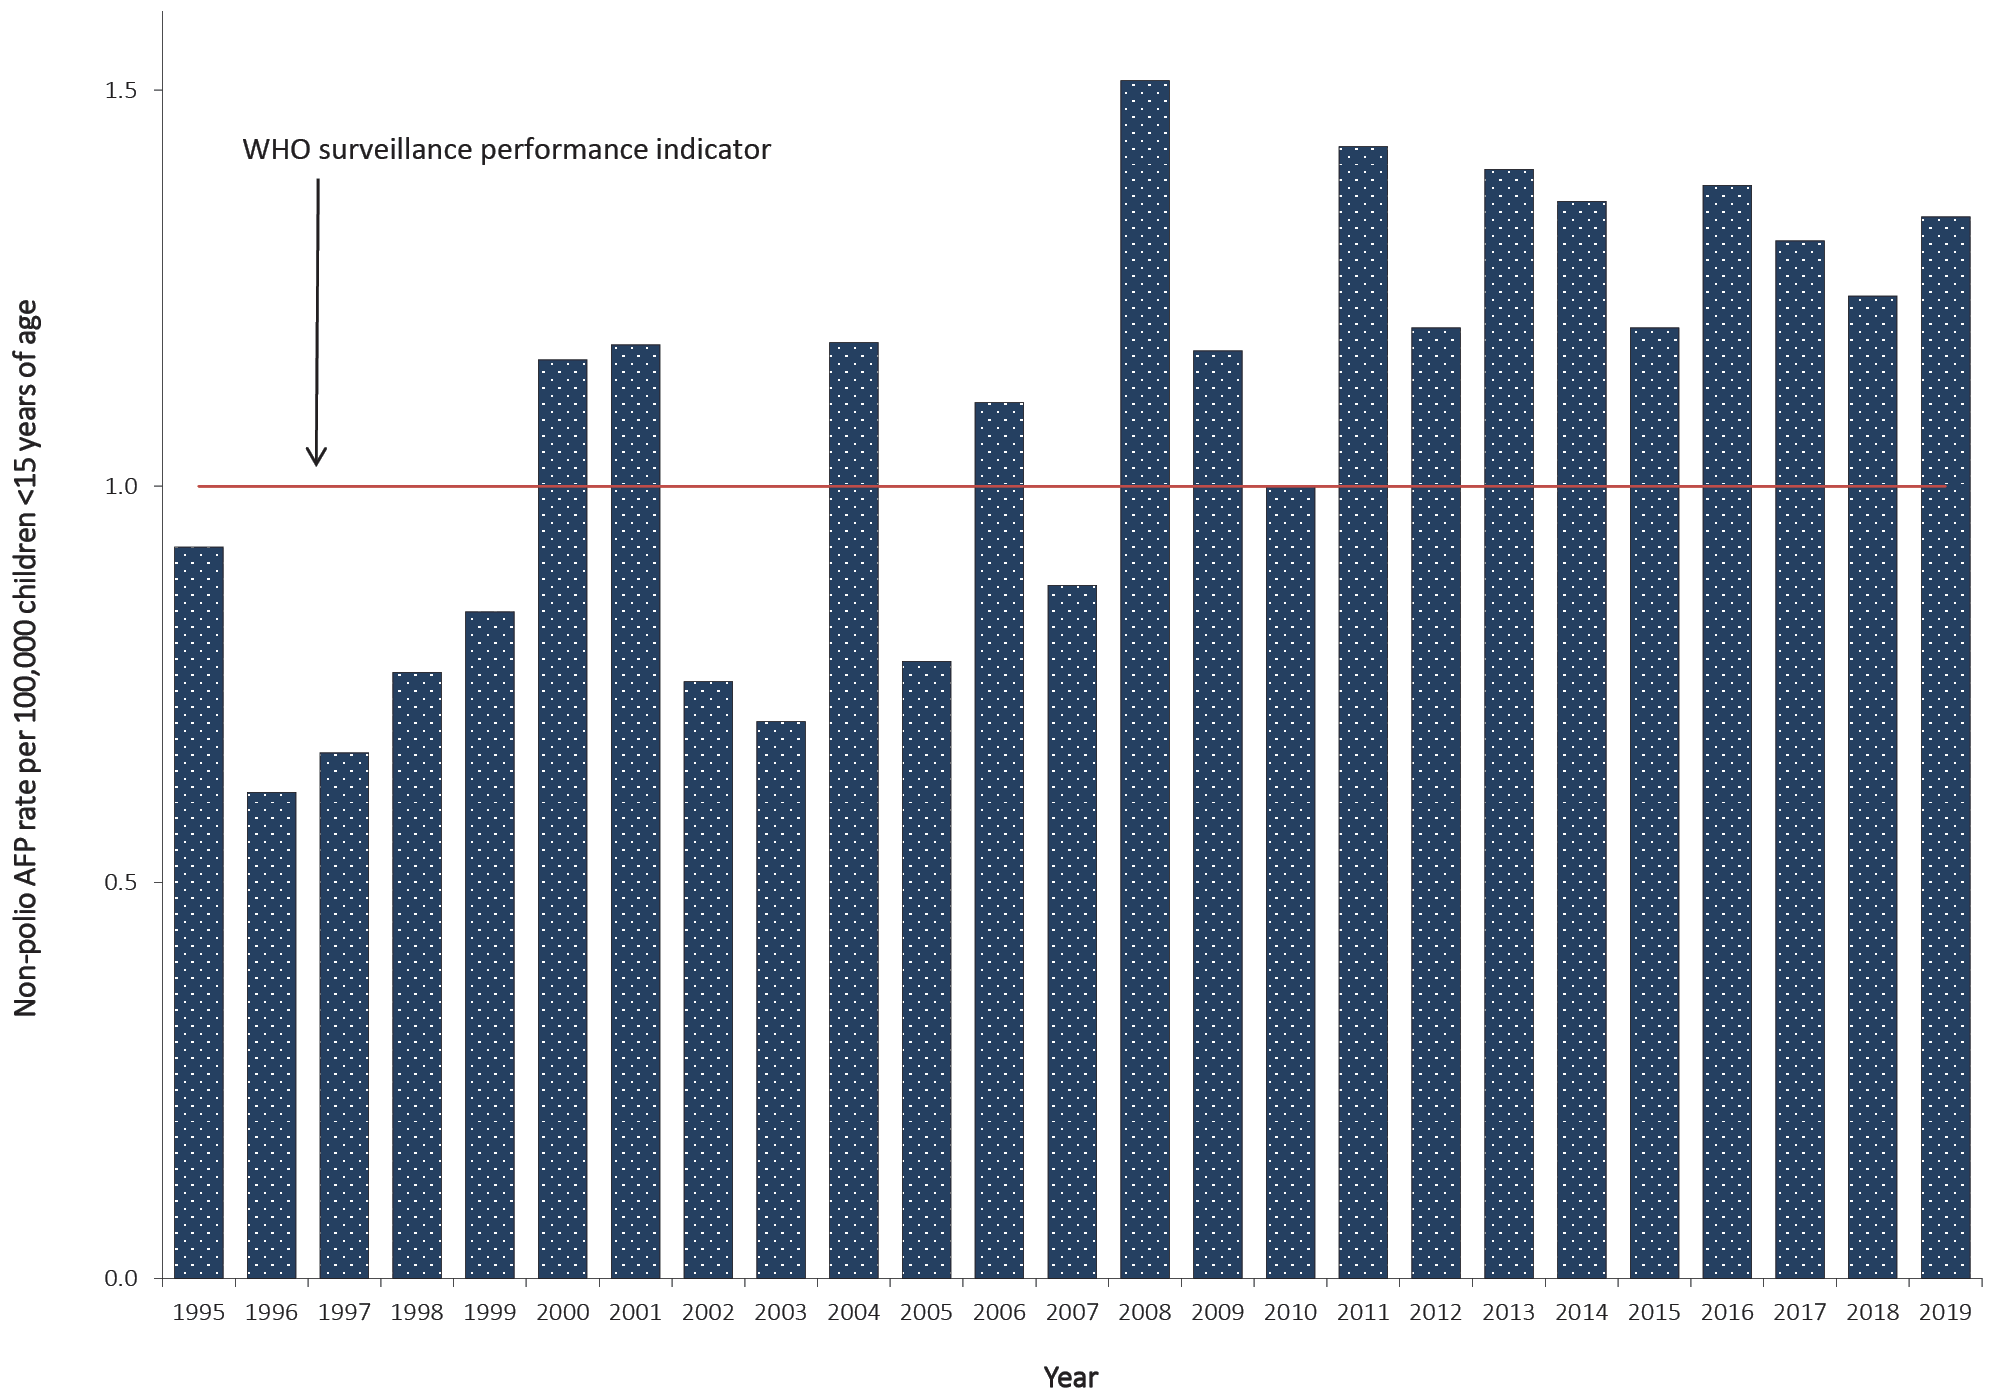 Non-polio AFP rate per 100,000 children <15 years of age
1.5
1.0
0.5
0.0
WHO surveillance performance indicator
1995 1996 1997 1998 1999 2000 2001 2002 2003 2004 2005 2006 2007 2008 2009 2010 2011 2012 2013 2014 2015 2016 2017 2018 2019
Year